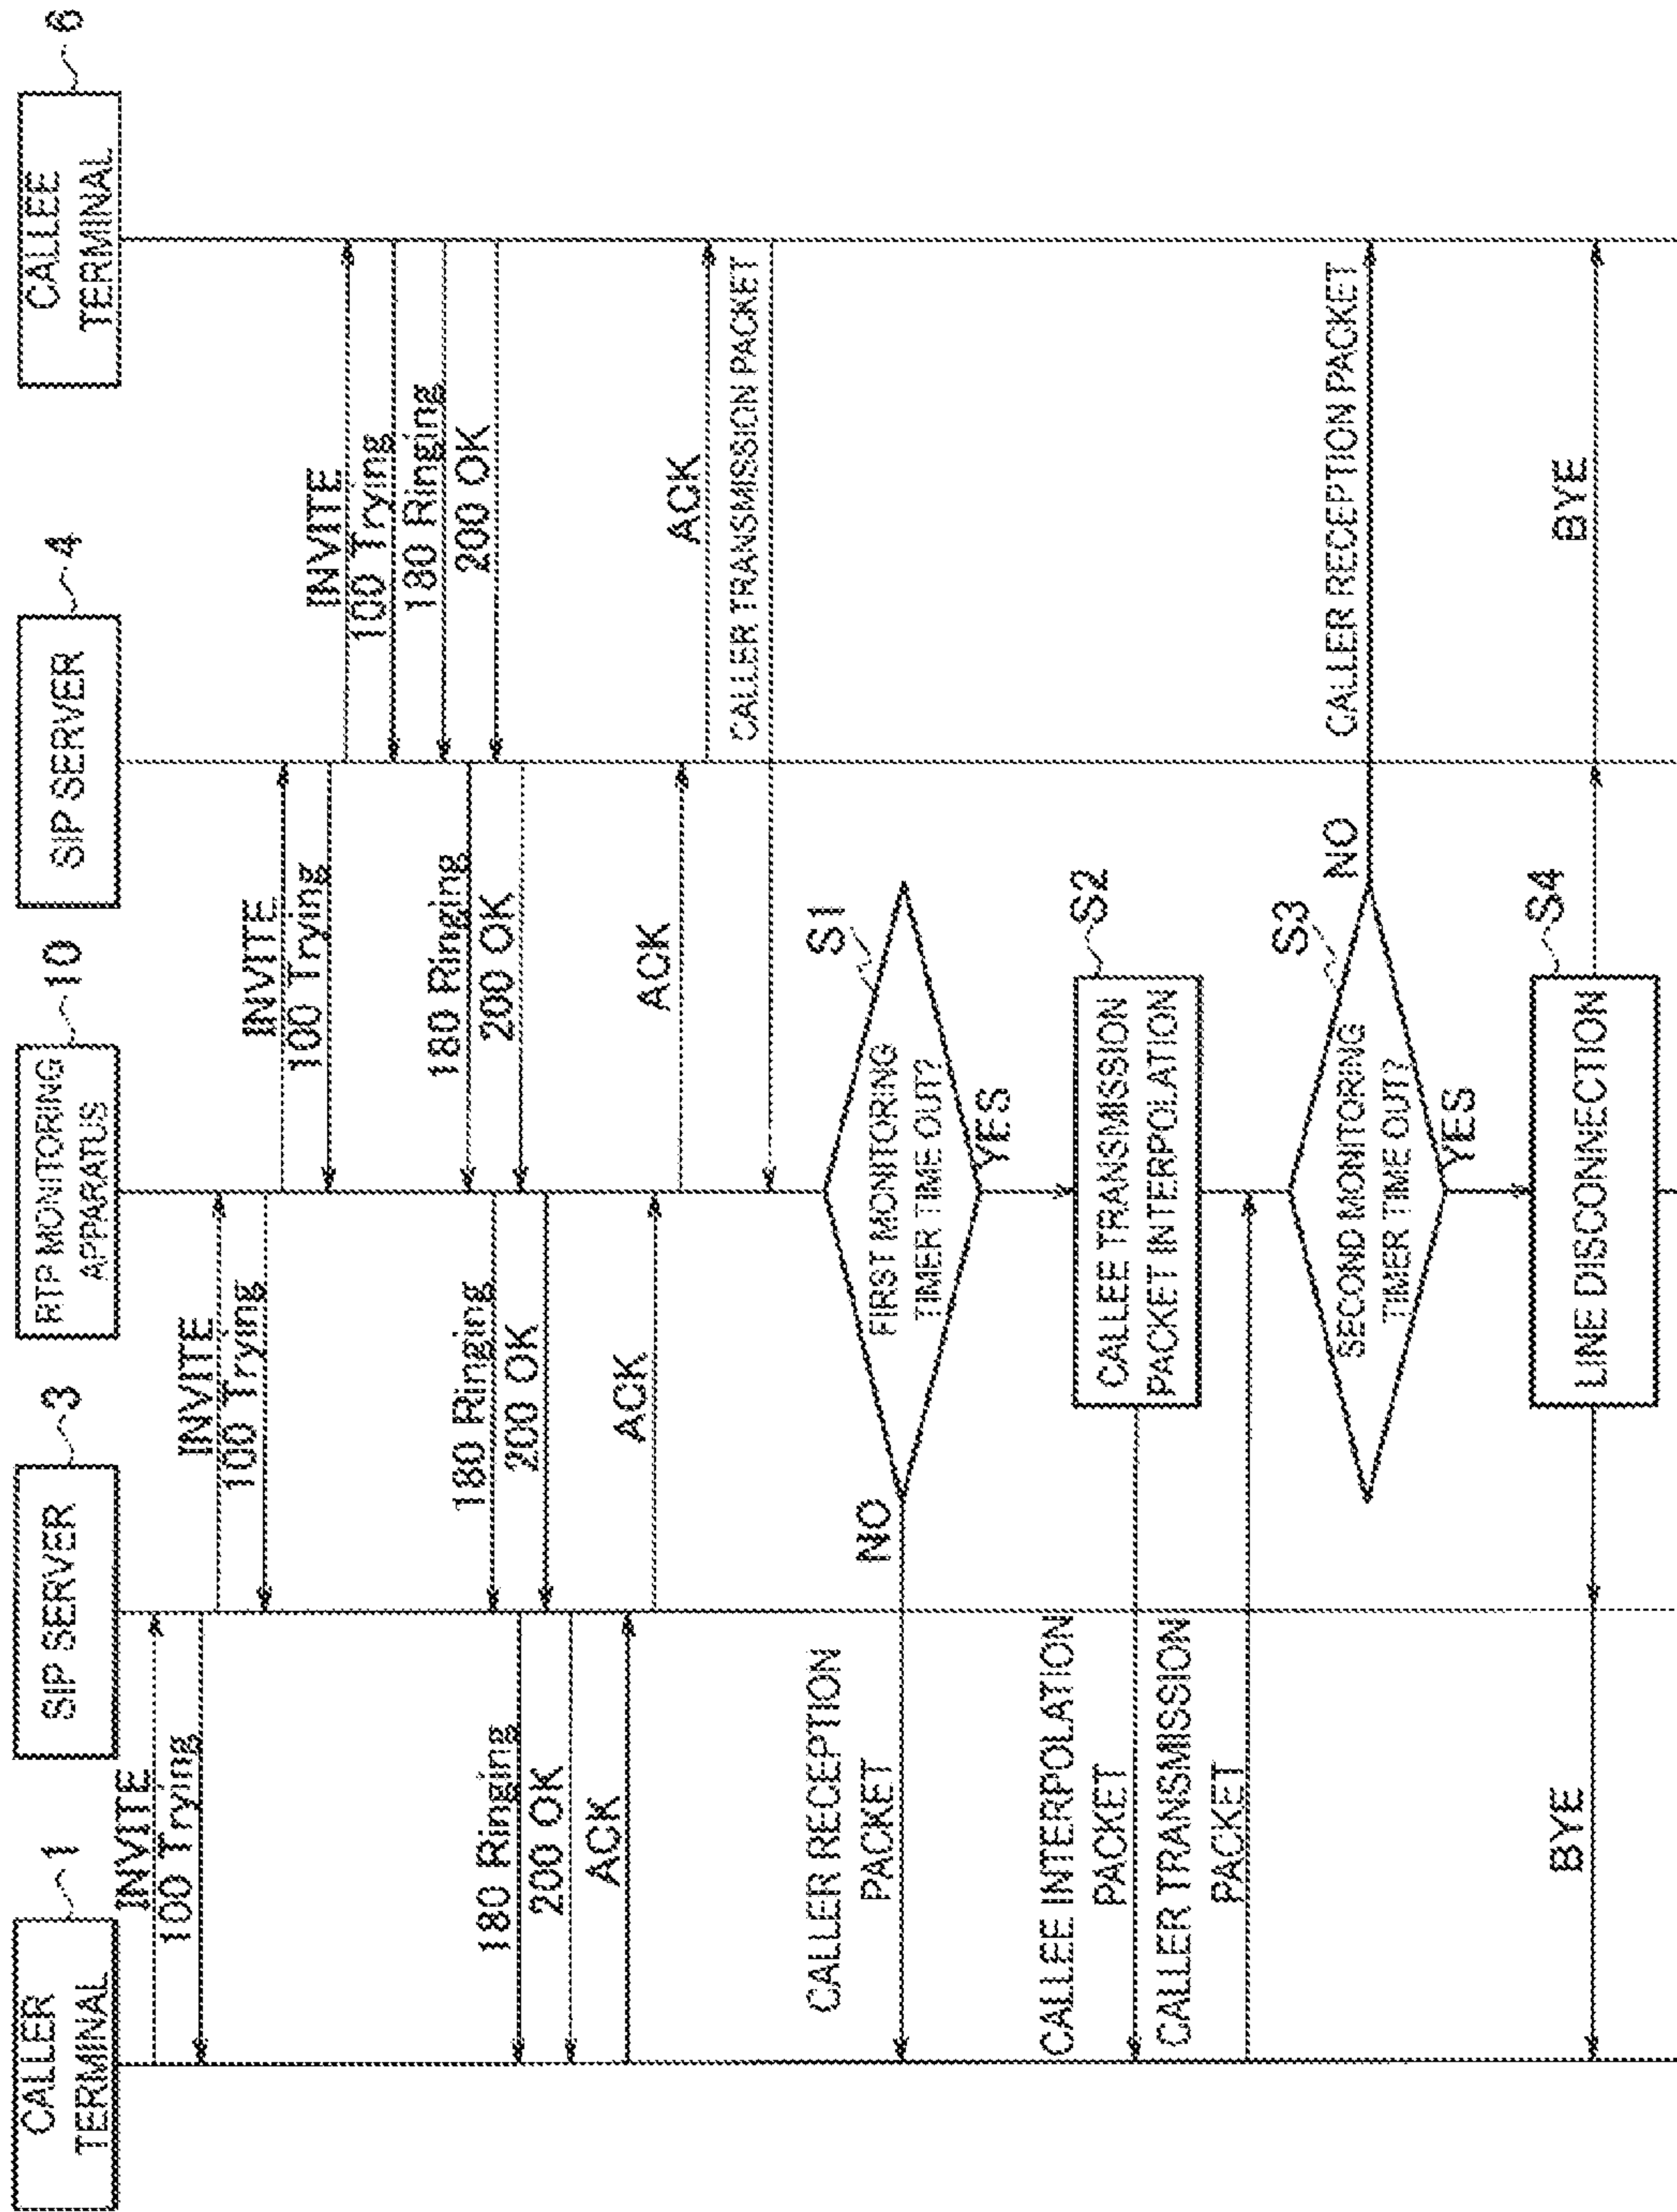 CALLER
TERMINAL
1
SIP SERVER
3
RTP MONITORING
APPARATUS
10
SIP SERVER
4
CALLEE
TERMINAL
6
INVITE
100 Trying
INVITE
100 Trying
INVITE
100 Trying
INVITE
100 Trying
180 Ringing
200 OK
180 Ringing
200 OK
180 Ringing
200 OK
180 Ringing
200 OK
ACK
ACK
ACK
ACK
CALLER TRANSMISSION PACKET
S1
FIRST MONITORING
TIMER TIME OUT?
NO
YES
CALLER RECEPTION
PACKET
S2
CALLEE TRANSMISSION
PACKET INTERPOLATION
CALLEE INTERPOLATION
PACKET
CALLER TRANSMISSION
PACKET
S3
SECOND MONITORING
TIMER TIME OUT?
NO
YES
CALLER RECEPTION PACKET
S4
LINE DISCONNECTION
BYE
BYE